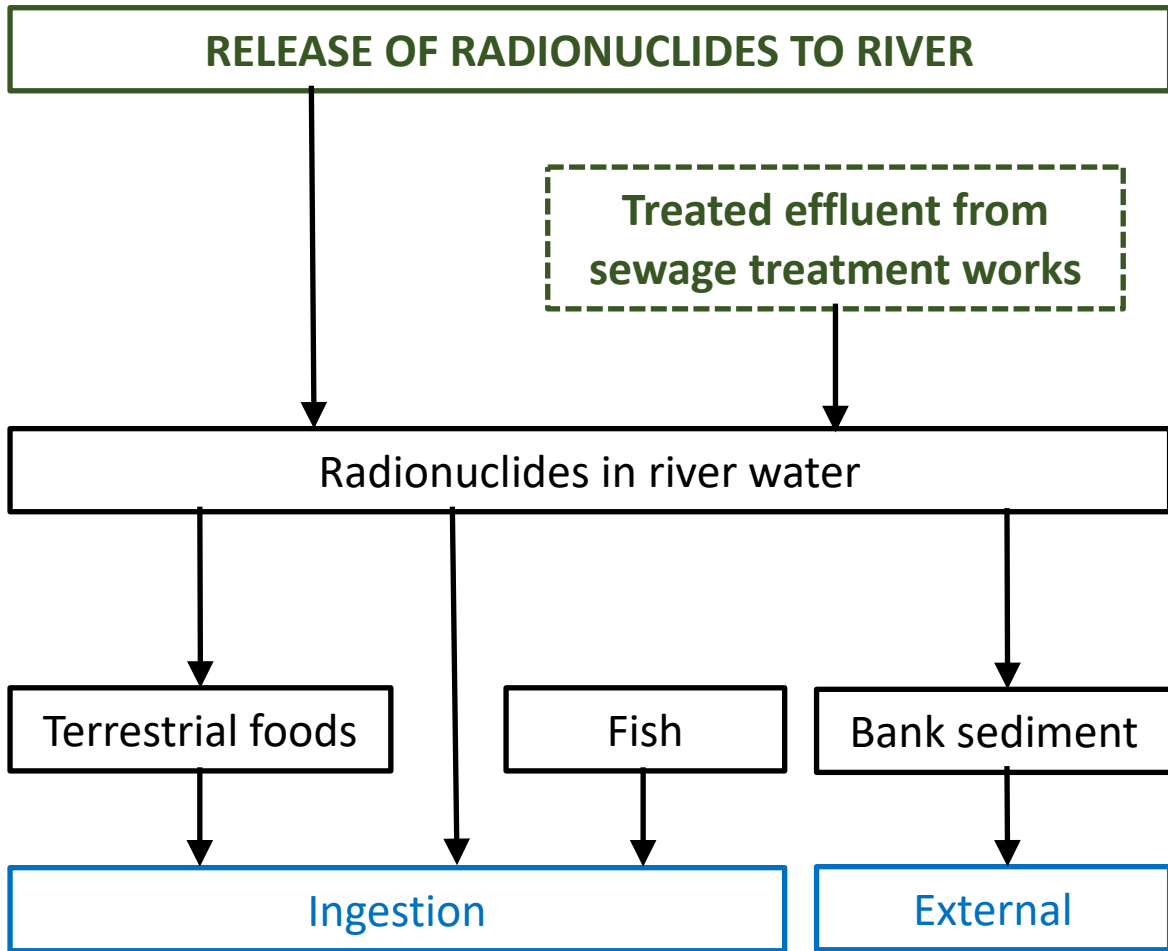 RELEASE OF RADIONUCLIDES TO RIVER
Treated effluent from
sewage treatment works
Radionuclides in river water
Terrestrial foods
Fish
Bank sediment
Ingestion
External